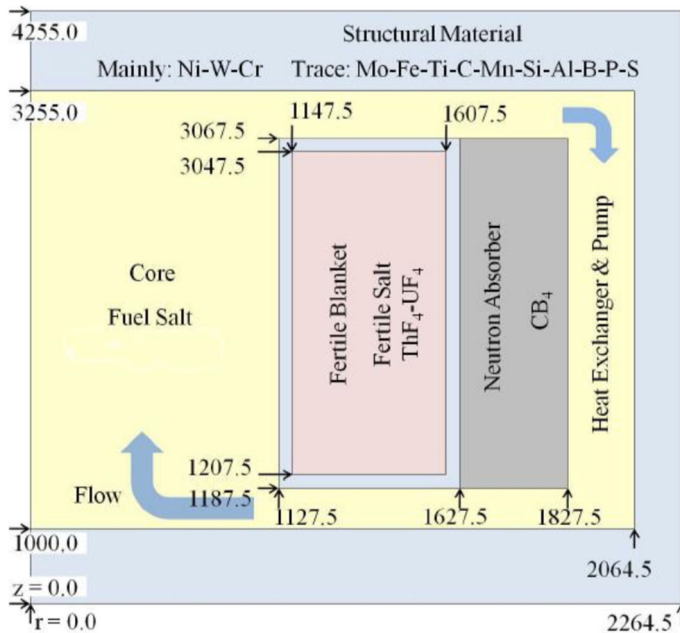 4255.0
Structural Material
Mainly: Ni-W-Cr Trace: Mo-Fe-Ti-C-Mn-Si-Al-B-P-S
3255.0
1147.5
1607.5
3067.5
3047.5
Core
Fuel Salt
Fertile Blanket
Fertile Salt
ThF₄-UF₄
Neutron Absorber
CB₄
Heat Exchanger & Pump
1207.5
Flow
1187.5
1127.5
1627.5
1827.5
1000.0
2064.5
z = 0.0
r = 0.0
2264.5